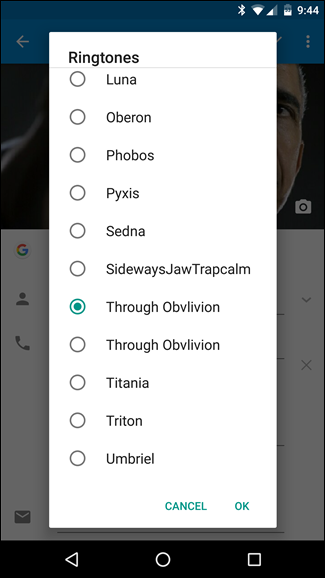 9:44
Ringtones
Luna
Oberon
Phobos
Pyxis
Sedna
SidewaysJawTrapcalm
Through Obvlivion
Through Obvlivion
Titania
Triton
Umbriel
CANCEL OK